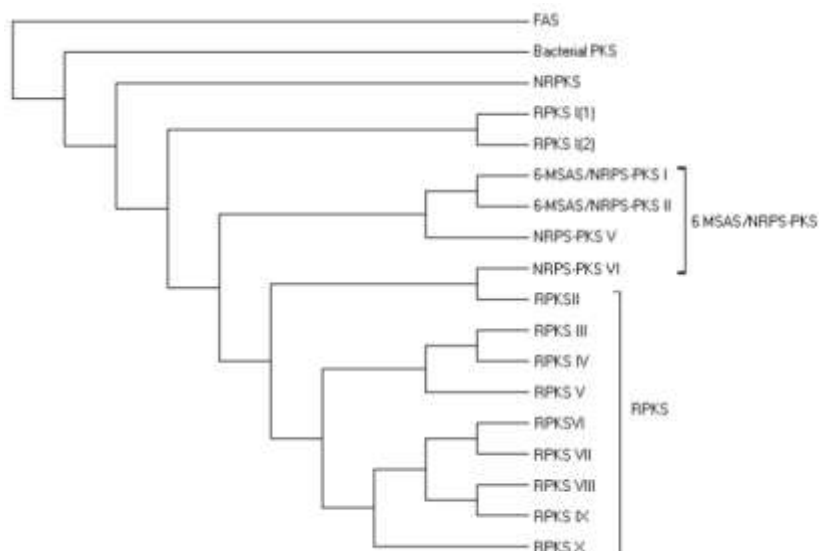 FAS
Bacterial PKS
NRPKS
RPKS I(1)
RPKS I(2)
6-MSAS/NRPS-PKS I
6-MSAS/NRPS-PKS II
6 MSAS/NRPS-PKS
NRPS-PKS V
NRPS-PKS VI
RPKSII
RPKS III
RPKS IV
RPKS V
RPKS
RPKSVI
RPKS VII
RPKS VIII
RPKS IX
RPKS X